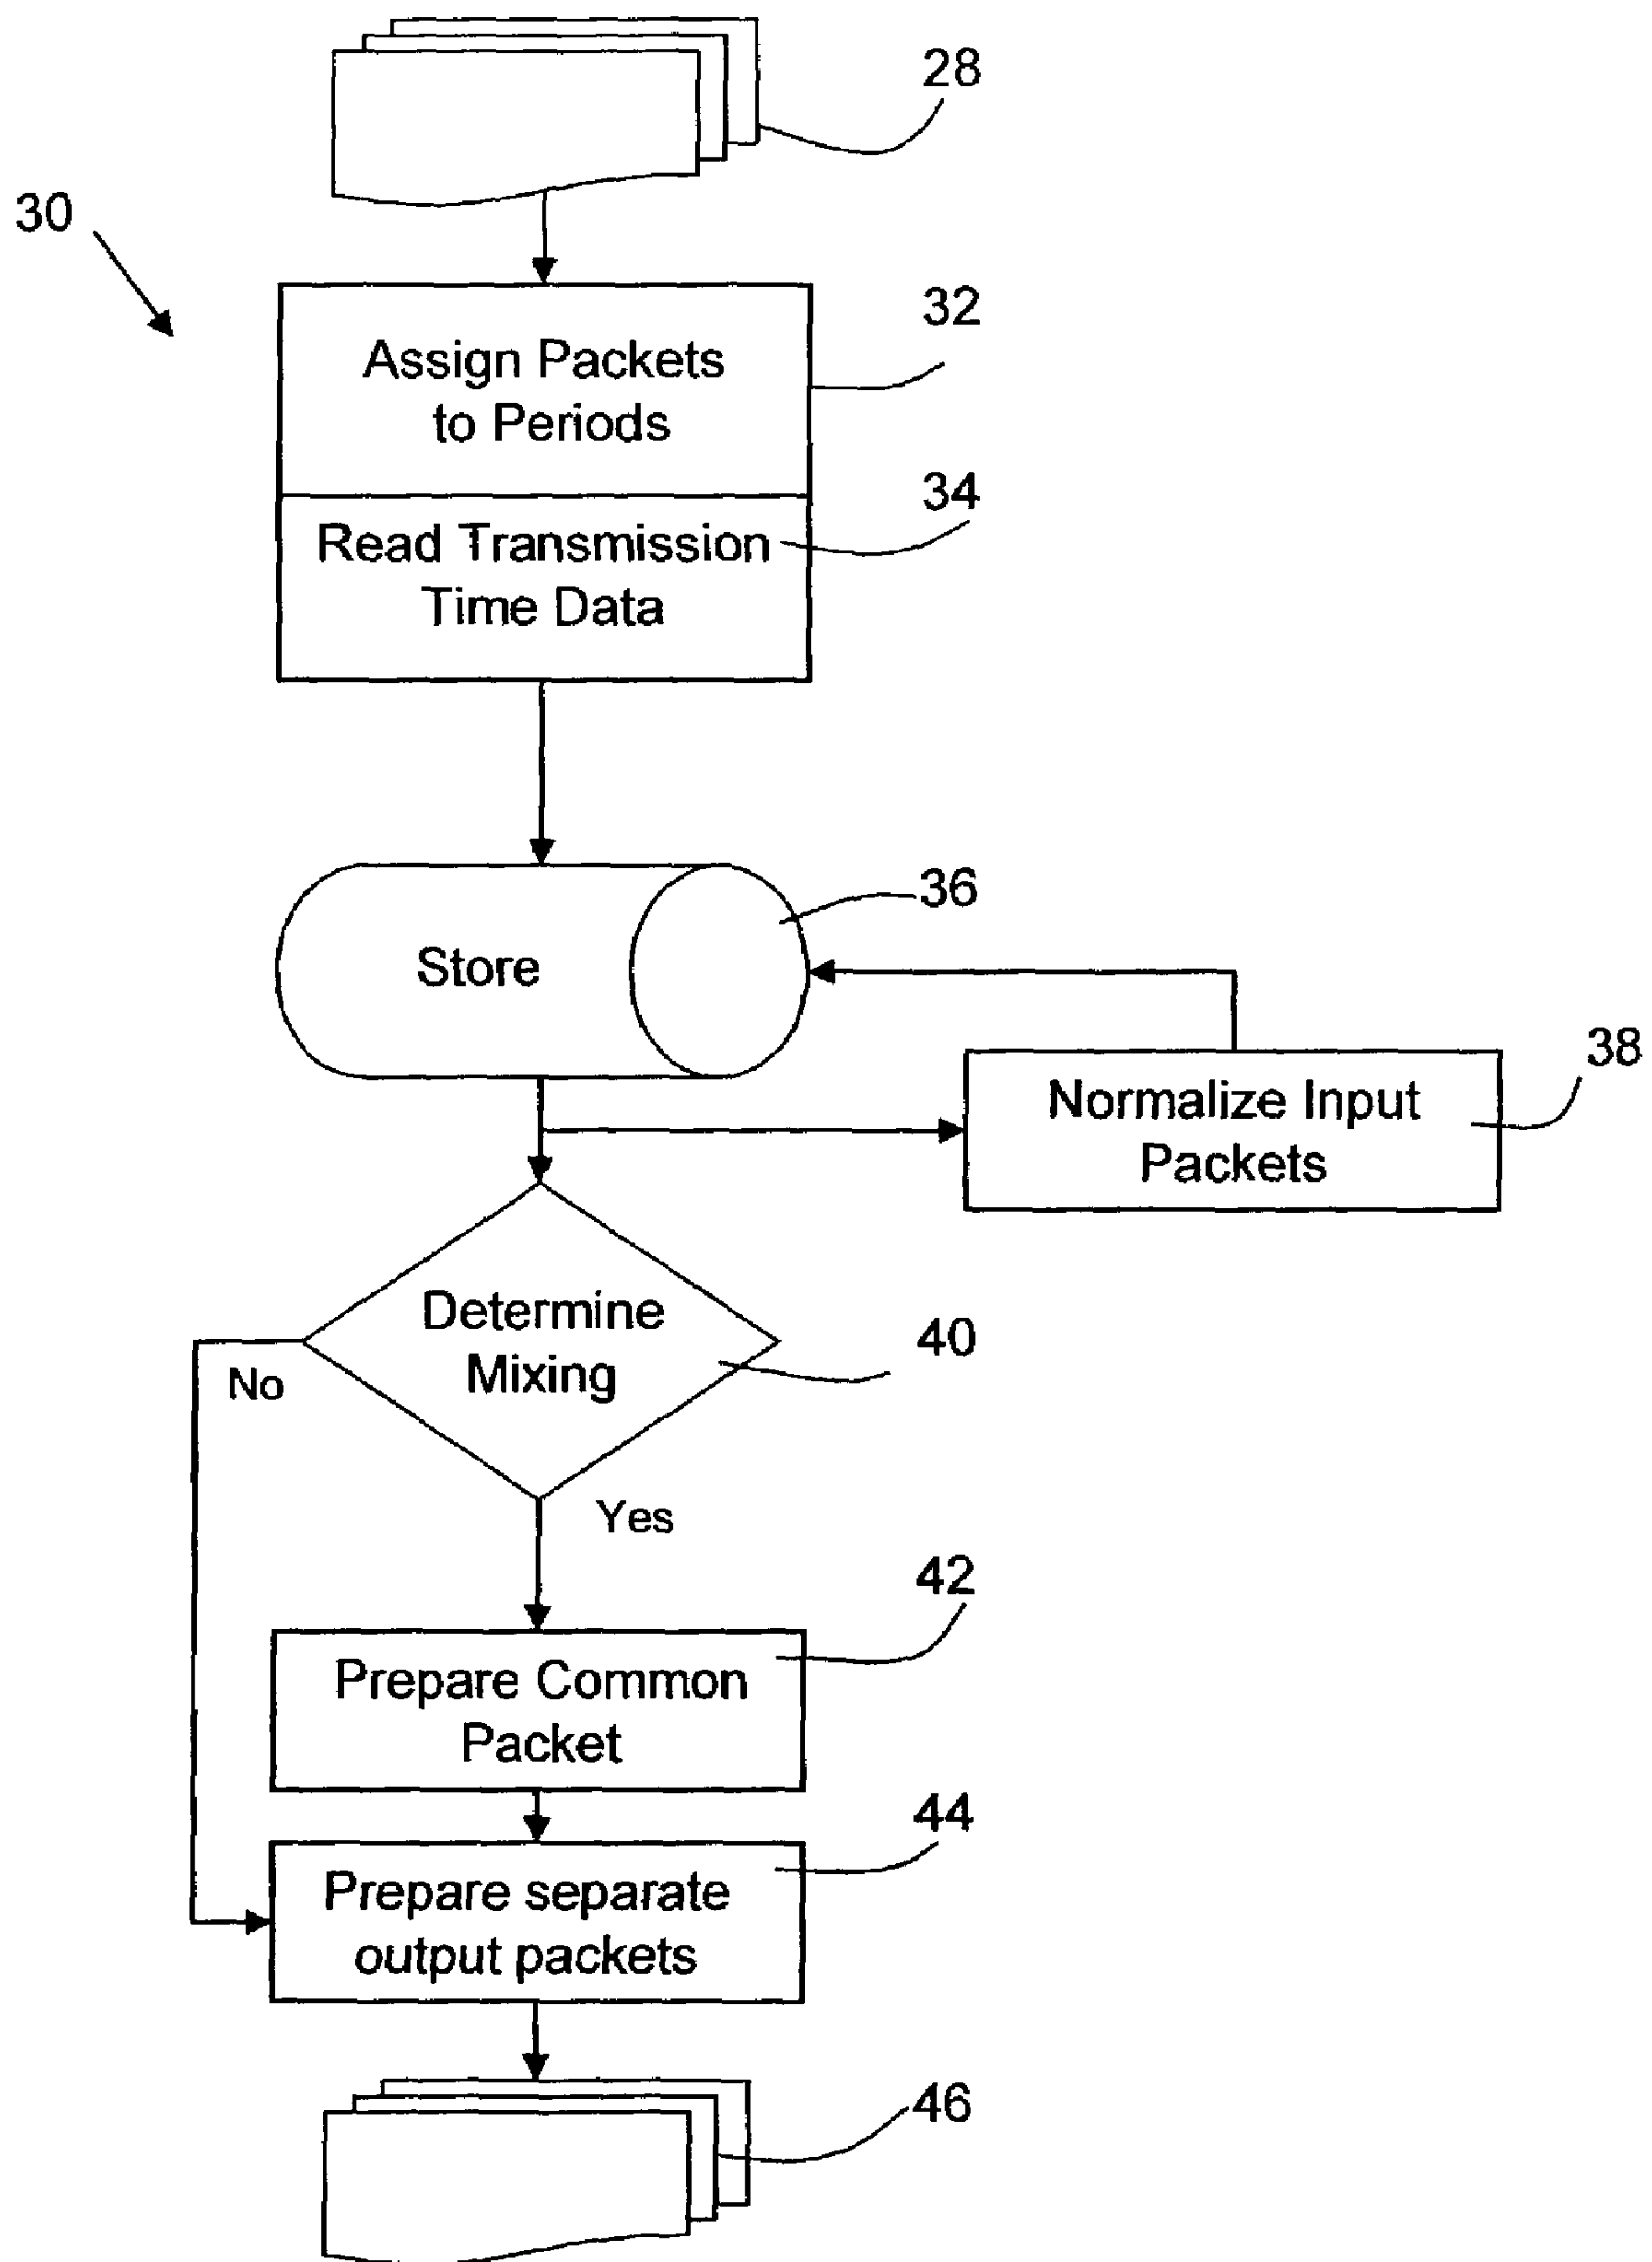 28
30
32
Assign Packets
to Periods
34
Read Transmission
Time Data
36
Store
38
Normalize Input
Packets
Determine
Mixing
40
No
Yes
42
Prepare Common
Packet
44
Prepare separate
output packets
46